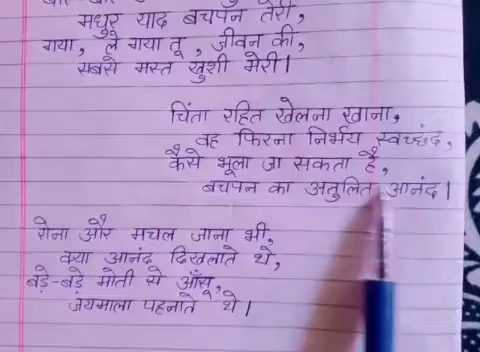 मधुर याद बचपन तेरी,
गया, ले गया तू, जीवन की,
सबसे मस्त खुशी मेरी।
चिंता रहित खेलना खाना,
वह फिरना निर्भय स्वच्छंद,
कैसे भूला जा सकता है,
बचपन का अतुलित आनंद।
रोना और मचल जाना भी,
क्या आनंद दिखलाते थे,
बड़े-बड़े मोती से आँसू,
जयमाला पहनाते थे।